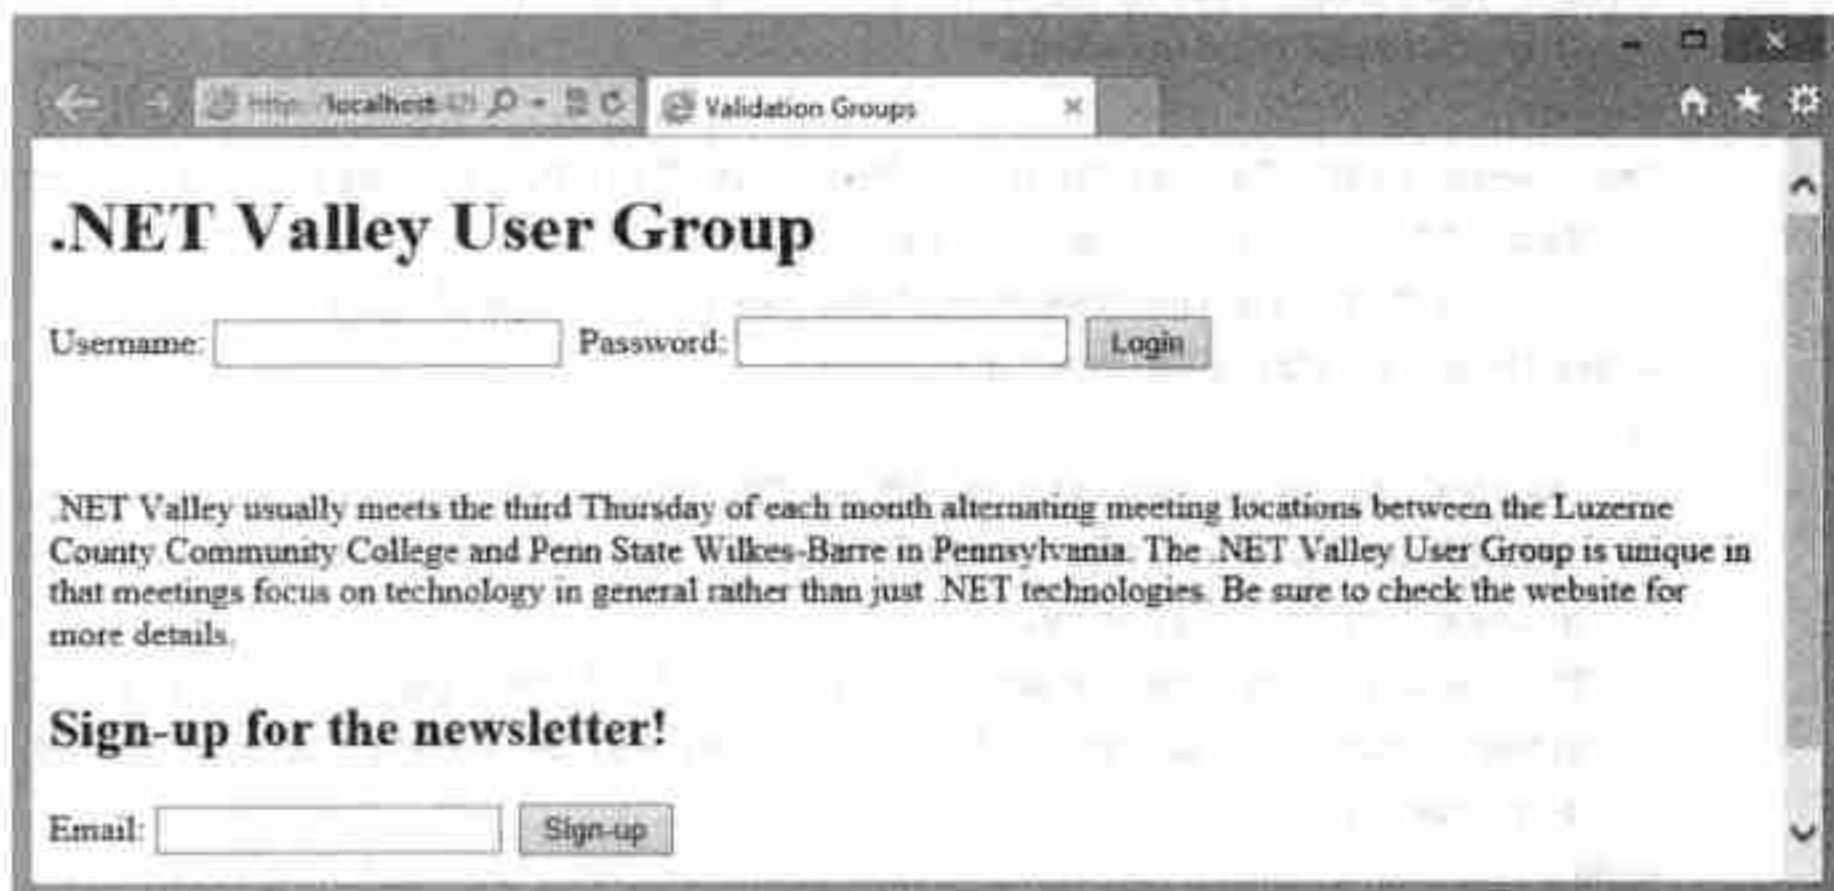 localhost
Validation Groups
.NET Valley User Group
Username: Password: Login
.NET Valley usually meets the third Thursday of each month alternating meeting locations between the Luzerne
County Community College and Penn State Wilkes-Barre in Pennsylvania. The .NET Valley User Group is unique in
that meetings focus on technology in general rather than just .NET technologies. Be sure to check the website for
more details.
Sign-up for the newsletter!
Email: Sign-up